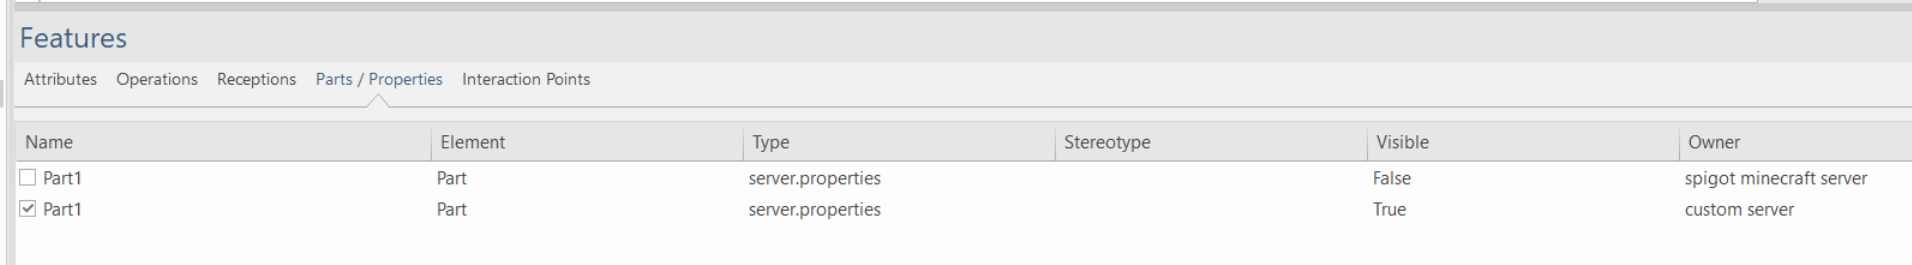 Features
Attributes Operations Receptions Parts / Properties Interaction Points
Name Element Type Stereotype Visible Owner
Part1 Part server.properties False spigot minecraft server
Part1 Part server.properties True custom server